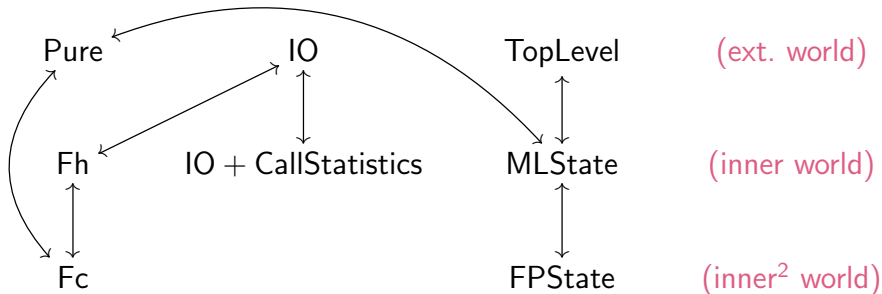 Pure IO TopLevel (ext. world)
Fh IO + CallStatistics MLState (inner world)
Fc FPState (inner² world)